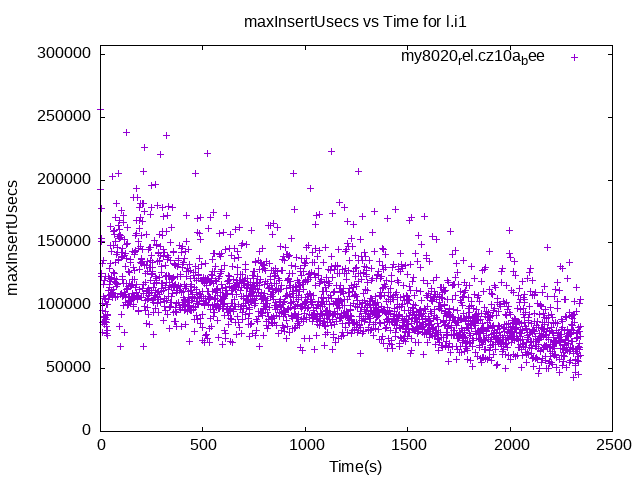 maxInsertUsecs vs Time for l.i1
my8020rel.cz10abee
300000
250000
200000
150000
100000
50000
0
maxInsertUsecs
0 500 1000 1500 2000 2500
Time(s)